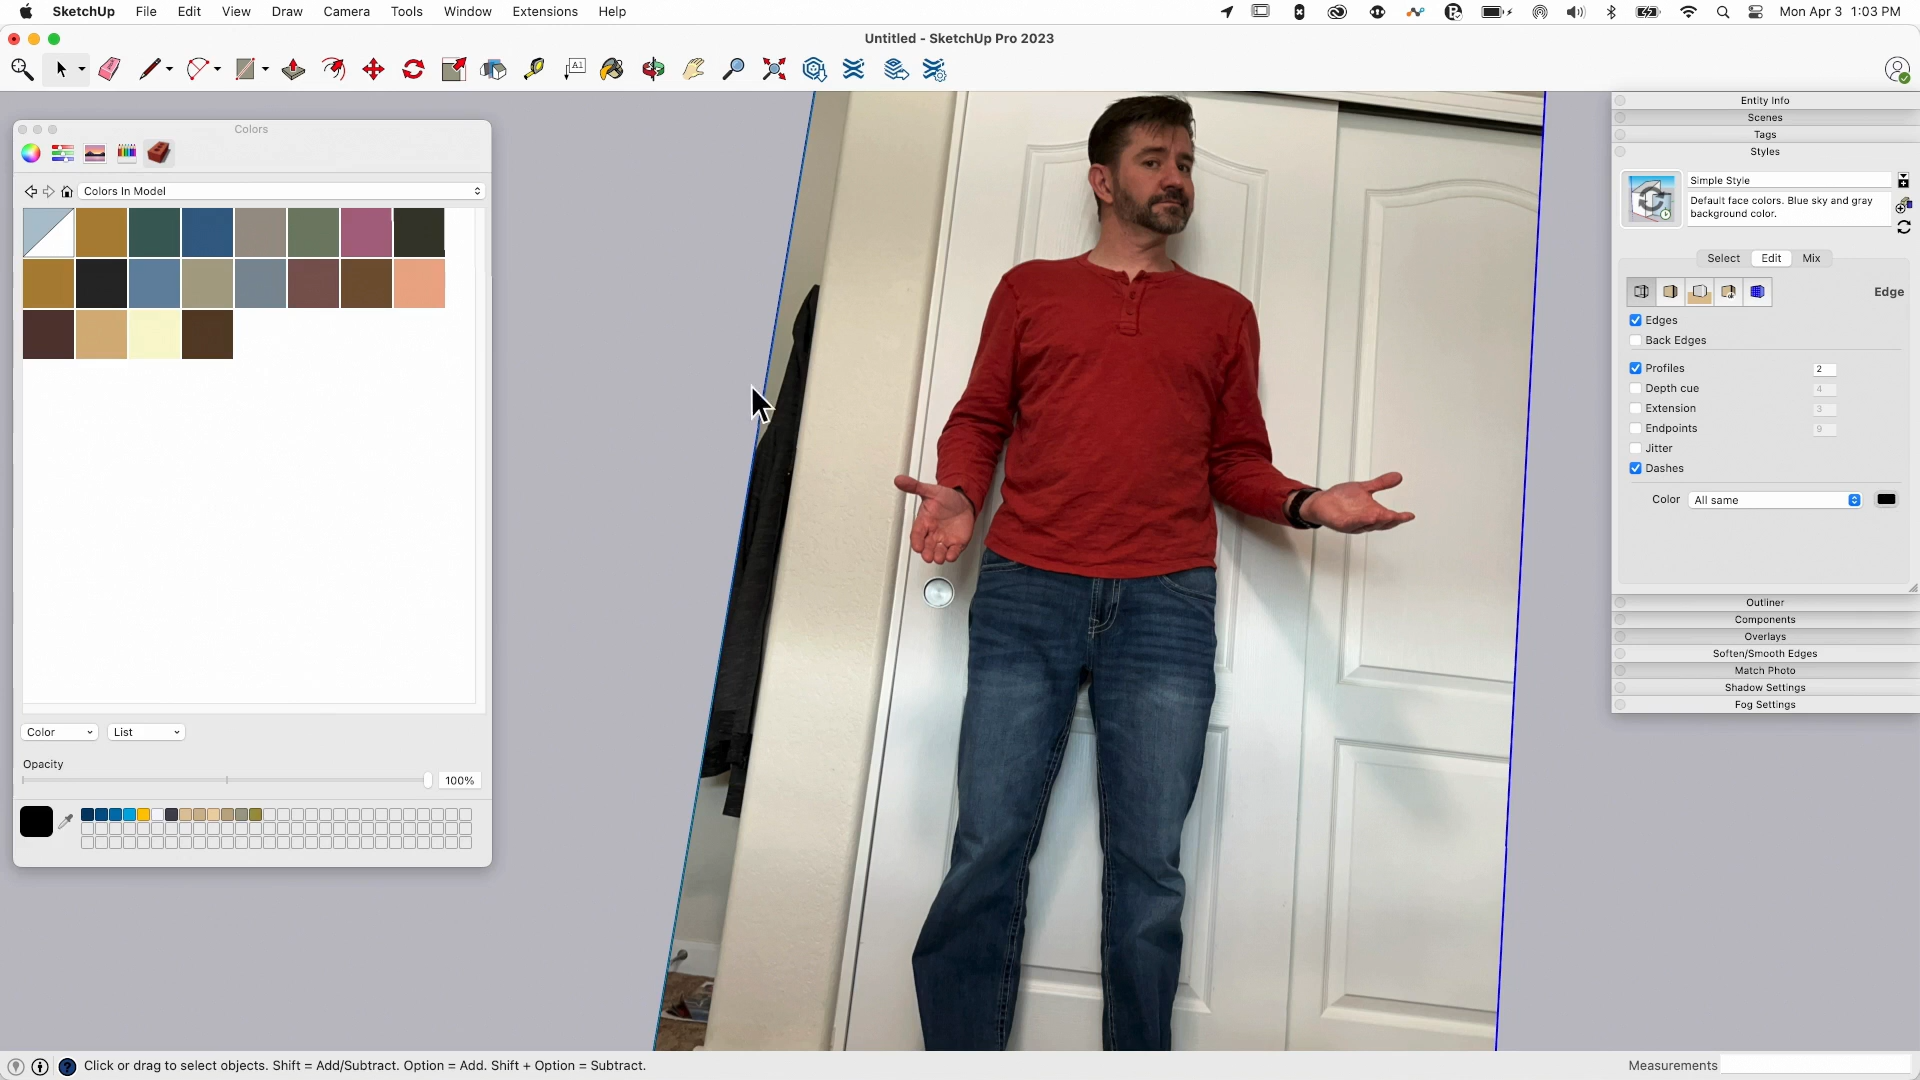 SketchUp File Edit View Draw Camera Tools Window Extensions Help
Mon Apr 3 1:03 PM
Untitled - SketchUp Pro 2023
A1
Colors
Colors In Model
Color
List
Opacity
100%
Entity Info
Scenes
Tags
Styles
Simple Style
Default face colors. Blue sky and gray
background color.
Select Edit Mix
Edge
Edges
Back Edges
Profiles 2
Depth cue 4
Extension 3
Endpoints 9
Jitter
Dashes
Color All same
Outliner
Components
Overlays
Soften/Smooth Edges
Match Photo
Shadow Settings
Fog Settings
Click or drag to select objects. Shift = Add/Subtract. Option = Add. Shift + Option = Subtract.
Measurements